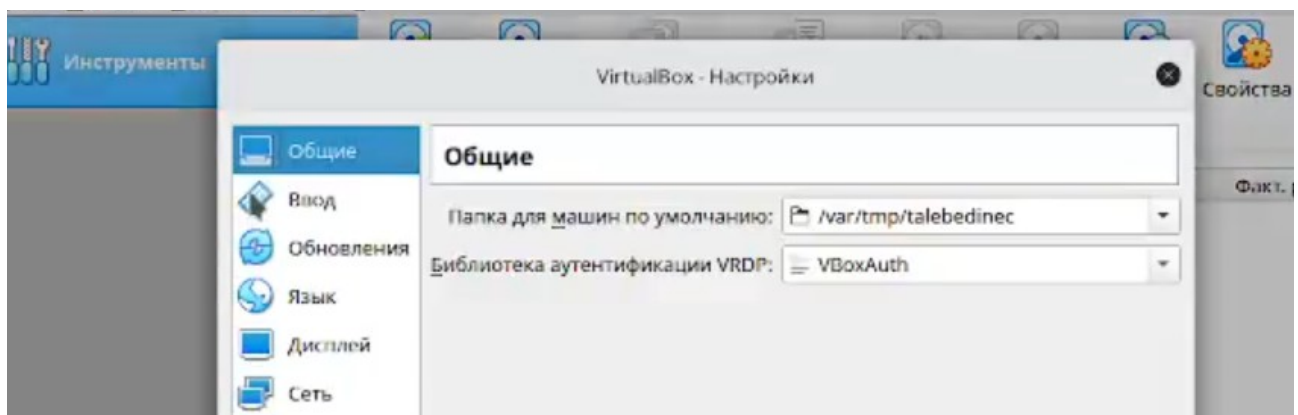 Инструменты
VirtualBox - Настройки
Свойства
Общие
Ввод
Обновления
Язык
Дисплей
Сеть
Общие
Папка для машин по умолчанию: /var/tmp/talebedinec
Библиотека аутентификации VRDP: VBoxAuth
Факт.